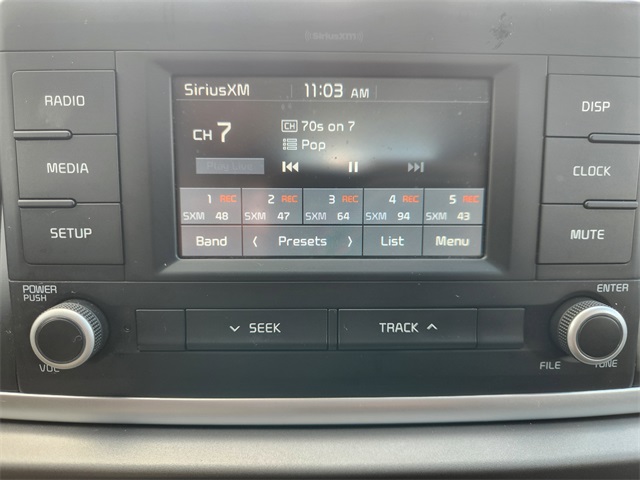 SiriusXM
RADIO
MEDIA
SETUP
SiriusXM 11:03 AM
CH 7
CH 70s on 7
Pop
Play Live
1 REC 2 REC 3 REC 4 REC 5 REC
SXM 48 SXM 47 SXM 64 SXM 94 SXM 43
Band < Presets > List Menu
DISP
CLOCK
MUTE
POWER
PUSH
VOL
SEEK
TRACK
ENTER
FILE
TUNE